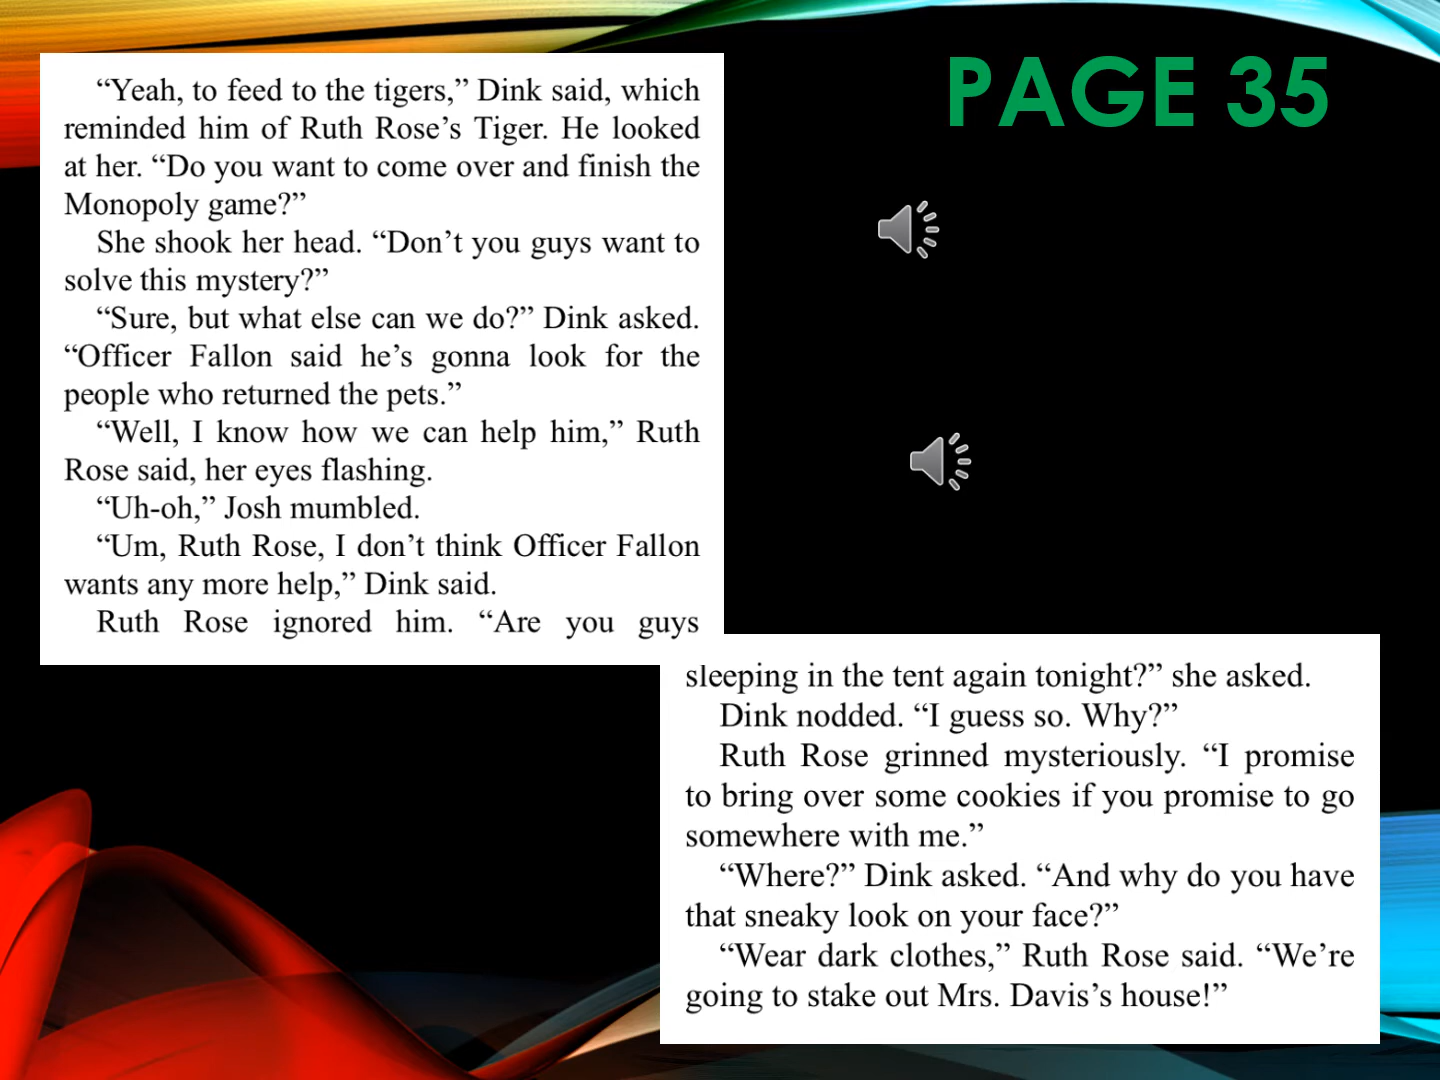 PAGE 35
“Yeah, to feed to the tigers,” Dink said, which
reminded him of Ruth Rose’s Tiger. He looked
at her. “Do you want to come over and finish the
Monopoly game?”
She shook her head. “Don’t you guys want to
solve this mystery?”
“Sure, but what else can we do?” Dink asked.
“Officer Fallon said he’s gonna look for the
people who returned the pets.”
“Well, I know how we can help him,” Ruth
Rose said, her eyes flashing.
“Uh-oh,” Josh mumbled.
“Um, Ruth Rose, I don’t think Officer Fallon
wants any more help,” Dink said.
Ruth Rose ignored him. “Are you guys
sleeping in the tent again tonight?” she asked.
Dink nodded. “I guess so. Why?”
Ruth Rose grinned mysteriously. “I promise
to bring over some cookies if you promise to go
somewhere with me.”
“Where?” Dink asked. “And why do you have
that sneaky look on your face?”
“Wear dark clothes,” Ruth Rose said. “We’re
going to stake out Mrs. Davis’s house!”